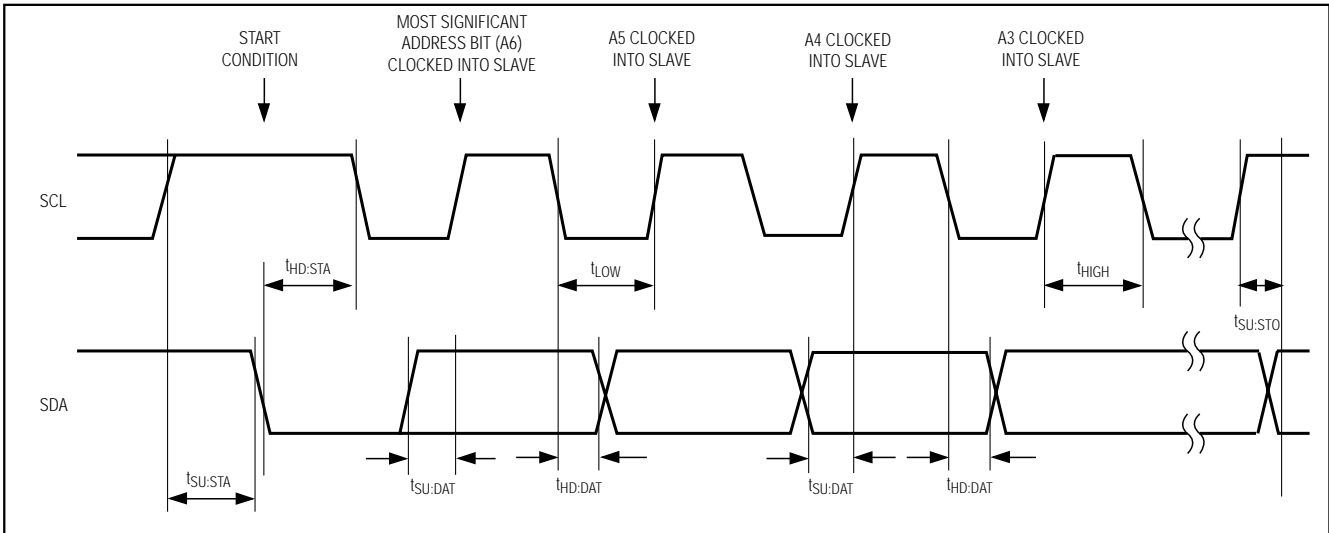 START
CONDITION
MOST SIGNIFICANT
ADDRESS BIT (A6)
CLOCKED INTO SLAVE
A5 CLOCKED
INTO SLAVE
A4 CLOCKED
INTO SLAVE
A3 CLOCKED
INTO SLAVE
SCL
tHD:STA
tLOW
tHIGH
tSU:STO
SDA
tSU:STA
tSU:DAT
tHD:DAT
tSU:DAT
tHD:DAT